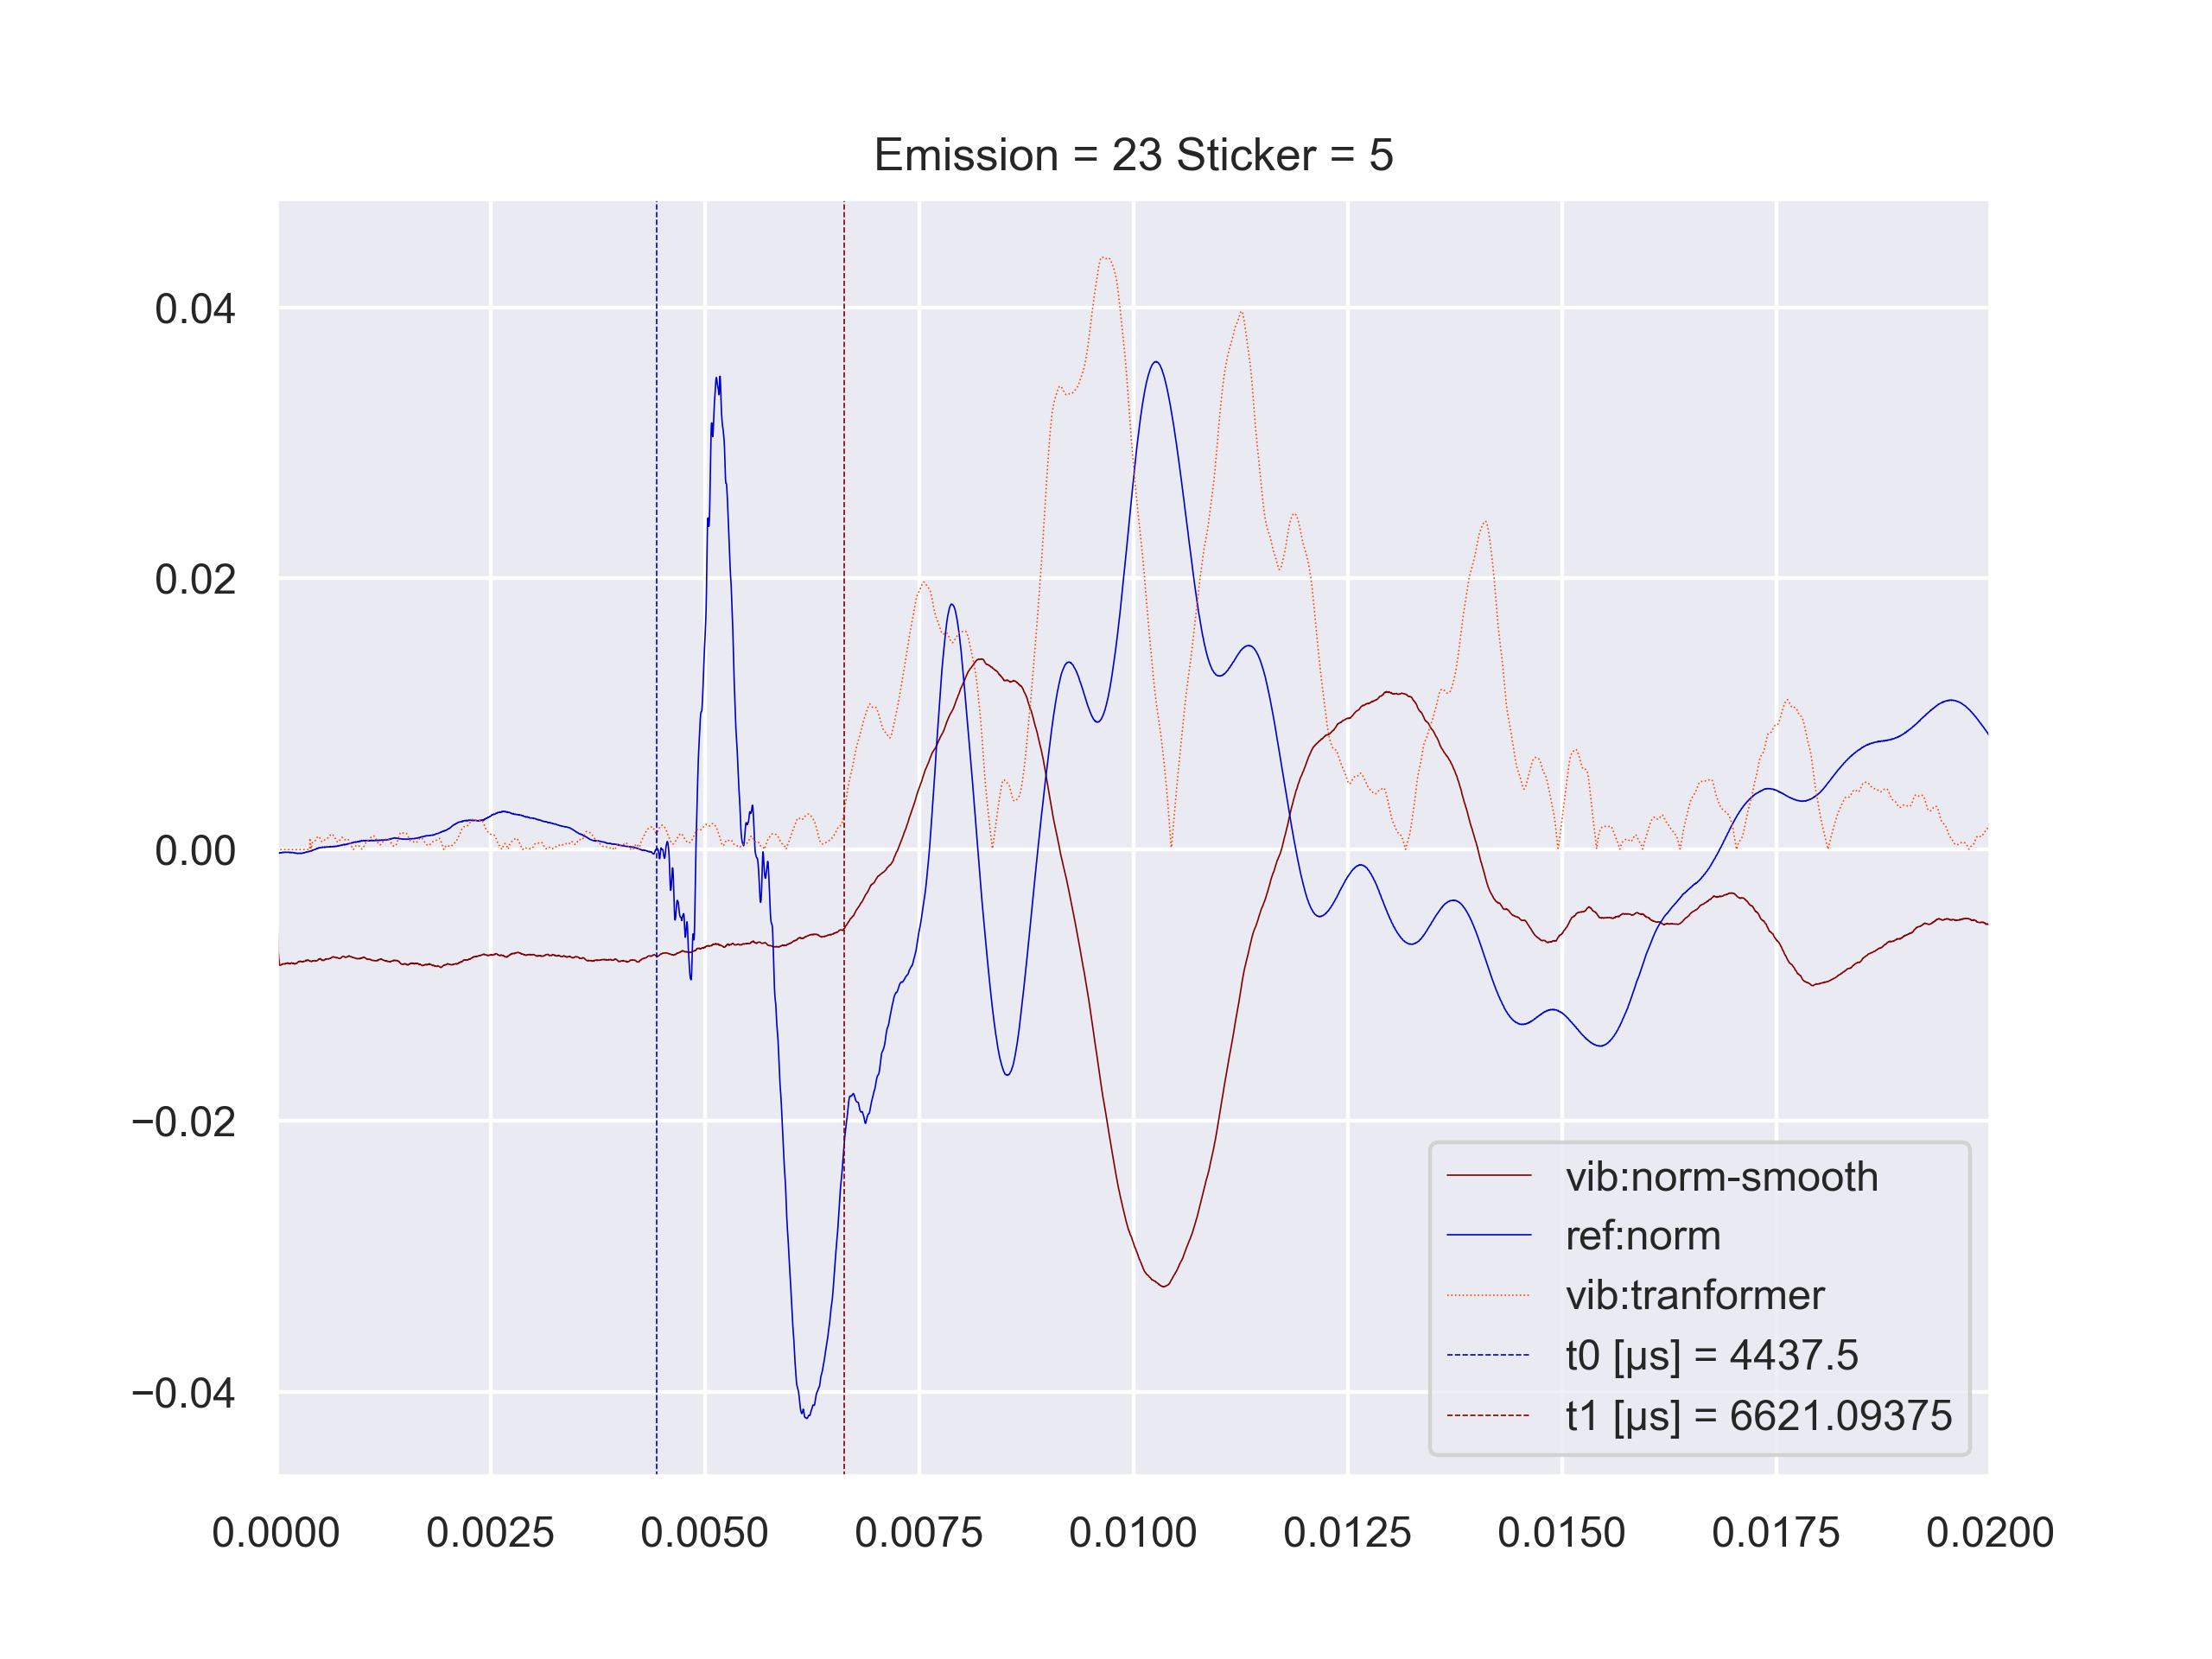 Emission = 23 Sticker = 5
0.04
0.02
0.00
−0.02
−0.04
vib:norm-smooth
ref:norm
vib:tranformer
t0 [µs] = 4437.5
t1 [µs] = 6621.09375
0.0000 0.0025 0.0050 0.0075 0.0100 0.0125 0.0150 0.0175 0.0200